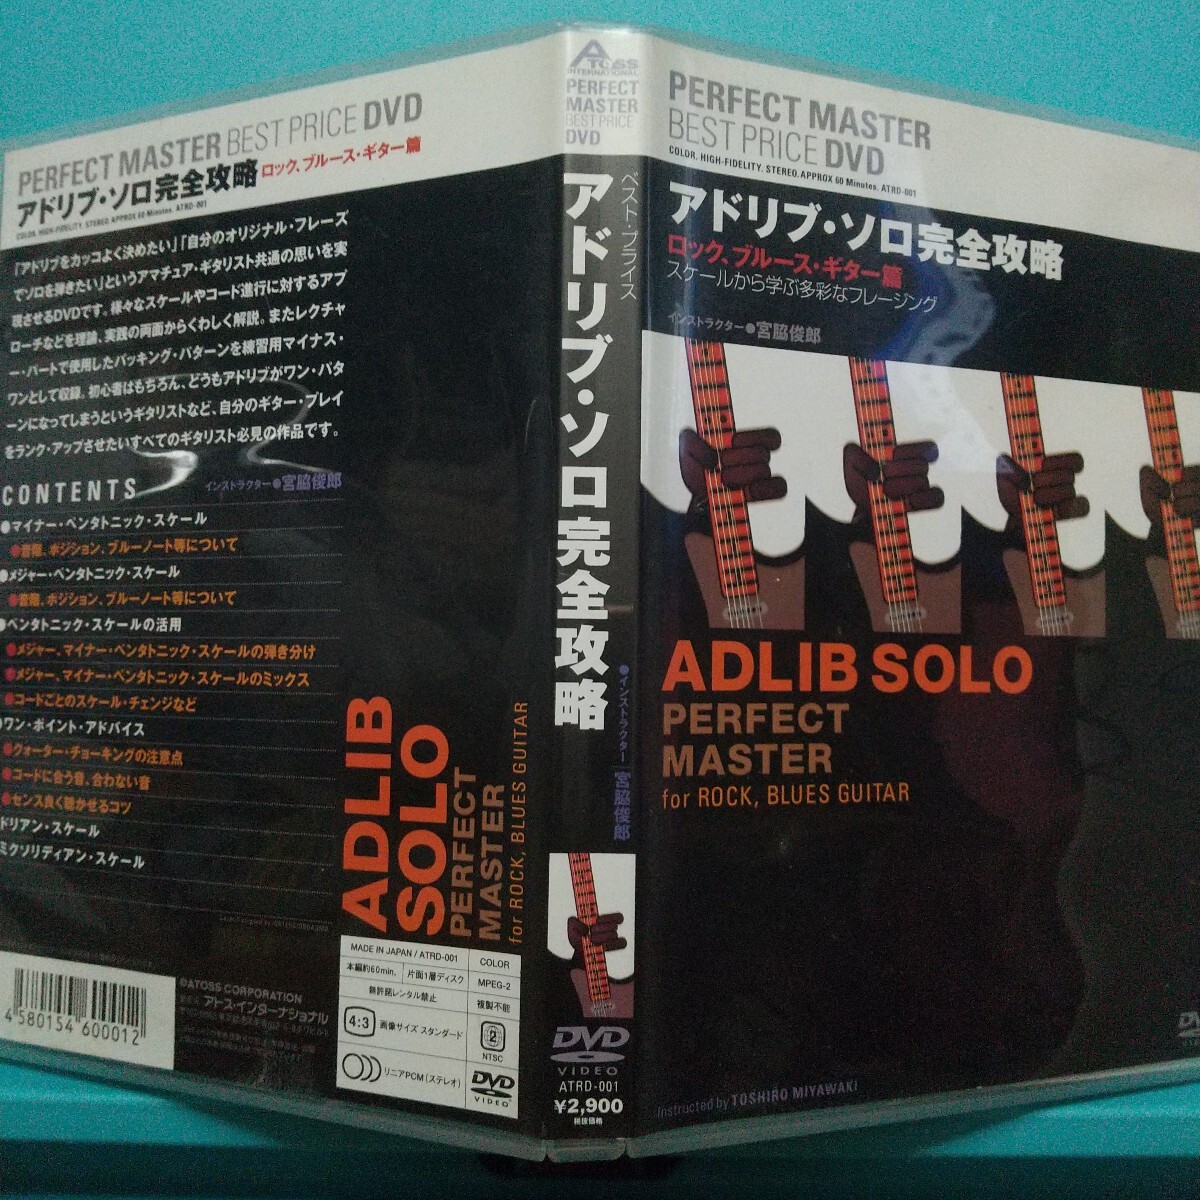 PERFECT MASTER BEST PRICE DVD
アドリブ・ソロ完全攻略 ロック、ブルース・ギター篇
COLOR. HIGH-FIDELITY. STEREO. APPROX 60 Minutes. ATRD-001
「アドリブをカッコよく決めたい」「自分のオリジナル・フレーズ
でソロを弾きたい」というアマチュア・ギタリスト共通の思いを実
現させるDVDです。様々なスケールやコード進行に対するアプ
ローチなどを理論、実践の両面からくわしく解説。またレクチャ
ー・パートで使用したバッキング・パターンを練習用マイナス・
ワンとして収録。初心者はもちろん、どうもアドリブがワン・パタ
ーンになってしまうというギタリストなど、自分のギター・プレイ
をランク・アップさせたいすべてのギタリスト必見の作品です。
CONTENTS
インストラクター●宮脇俊郎
●マイナー・ペンタトニック・スケール
●音階、ポジション、ブルーノート等について
●メジャー・ペンタトニック・スケール
●音階、ポジション、ブルーノート等について
●ペンタトニック・スケールの活用
●メジャー、マイナー・ペンタトニック・スケールの弾き分け
●メジャー、マイナー・ペンタトニック・スケールのミックス
●コードごとのスケール・チェンジなど
●ワン・ポイント・アドバイス
●クォーター・チョーキングの注意点
●コードに合う音、合わない音
●センス良く聴かせるコツ
ドリアン・スケール
ミクソリディアン・スケール
ADLIB
SOLO
PERFECT
MASTER
for ROCK, BLUES GUITAR
4580154600012
©ATOSS CORPORATION
アトス・インターナショナル
MADE IN JAPAN / ATRD-001
COLOR
本編約60min.
片面1層ディスク
MPEG-2
無許諾レンタル禁止
複製不能
4:3
画像サイズ スタンダード
2
NTSC
リニアPCM(ステレオ)
DVD
VIDEO
ATOSS
INTERNATIONAL
PERFECT
MASTER
BEST PRICE
DVD
ベスト・プライス
アドリブ・ソロ完全攻略
●インストラクター 宮脇俊郎
DVD
VIDEO
ATRD-001
¥2,900
税抜価格
PERFECT MASTER
BEST PRICE DVD
COLOR. HIGH-FIDELITY. STEREO. APPROX 60 Minutes. ATRD-001
アドリブ・ソロ完全攻略
ロック、ブルース・ギター篇
スケールから学ぶ多彩なフレージング
インストラクター●宮脇俊郎
ADLIB SOLO
PERFECT
MASTER
for ROCK, BLUES GUITAR
Instructed by TOSHIRO MIYAWAKI